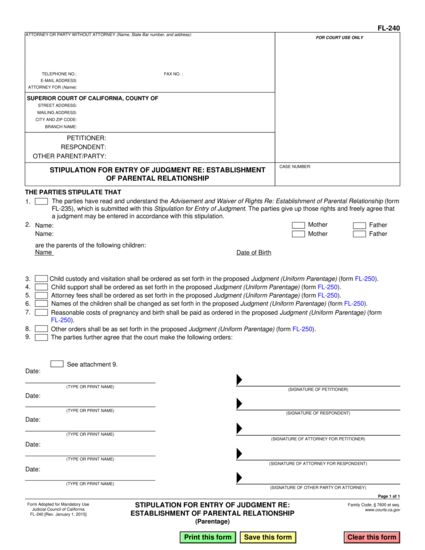 FL-240
ATTORNEY OR PARTY WITHOUT ATTORNEY (Name, State Bar number, and address):
FOR COURT USE ONLY
TELEPHONE NO.: FAX NO.:
E-MAIL ADDRESS:
ATTORNEY FOR (Name):
SUPERIOR COURT OF CALIFORNIA, COUNTY OF
STREET ADDRESS:
MAILING ADDRESS:
CITY AND ZIP CODE:
BRANCH NAME:
PETITIONER:
RESPONDENT:
OTHER PARENT/PARTY:
STIPULATION FOR ENTRY OF JUDGMENT RE: ESTABLISHMENT
OF PARENTAL RELATIONSHIP
CASE NUMBER:
THE PARTIES STIPULATE THAT
1. The parties have read and understand the Advisement and Waiver of Rights Re: Establishment of Parental Relationship (form
FL-235), which is submitted with this Stipulation for Entry of Judgment. The parties give up those rights and freely agree that
a judgment may be entered in accordance with this stipulation.
2. Name: Mother Father
Name: Mother Father
are the parents of the following children:
Name Date of Birth
3. Child custody and visitation shall be ordered as set forth in the proposed Judgment (Uniform Parentage) (form FL-250).
4. Child support shall be ordered as set forth in the proposed Judgment (Uniform Parentage) (form FL-250).
5. Attorney fees shall be ordered as set forth in the proposed Judgment (Uniform Parentage) (form FL-250).
6. Names of the children shall be changed as set forth in the proposed Judgment (Uniform Parentage) (form FL-250).
7. Reasonable costs of pregnancy and birth shall be paid as ordered in the proposed Judgment (Uniform Parentage) (form
FL-250).
8. Other orders shall be as set forth in the proposed Judgment (Uniform Parentage) (form FL-250).
9. The parties further agree that the court make the following orders:
See attachment 9.
Date:
(TYPE OR PRINT NAME) (SIGNATURE OF PETITIONER)
Date:
(TYPE OR PRINT NAME) (SIGNATURE OF RESPONDENT)
Date:
(TYPE OR PRINT NAME) (SIGNATURE OF ATTORNEY FOR PETITIONER)
Date:
(TYPE OR PRINT NAME) (SIGNATURE OF ATTORNEY FOR RESPONDENT)
Date:
(TYPE OR PRINT NAME) (SIGNATURE OF OTHER PARTY OR ATTORNEY)
Page 1 of 1
Form Adopted for Mandatory Use
Judicial Council of California
FL-240 [Rev. January 1, 2015]
STIPULATION FOR ENTRY OF JUDGMENT RE:
ESTABLISHMENT OF PARENTAL RELATIONSHIP
(Parentage)
Family Code, § 7600 et seq.
www.courts.ca.gov
Print this form Save this form Clear this form